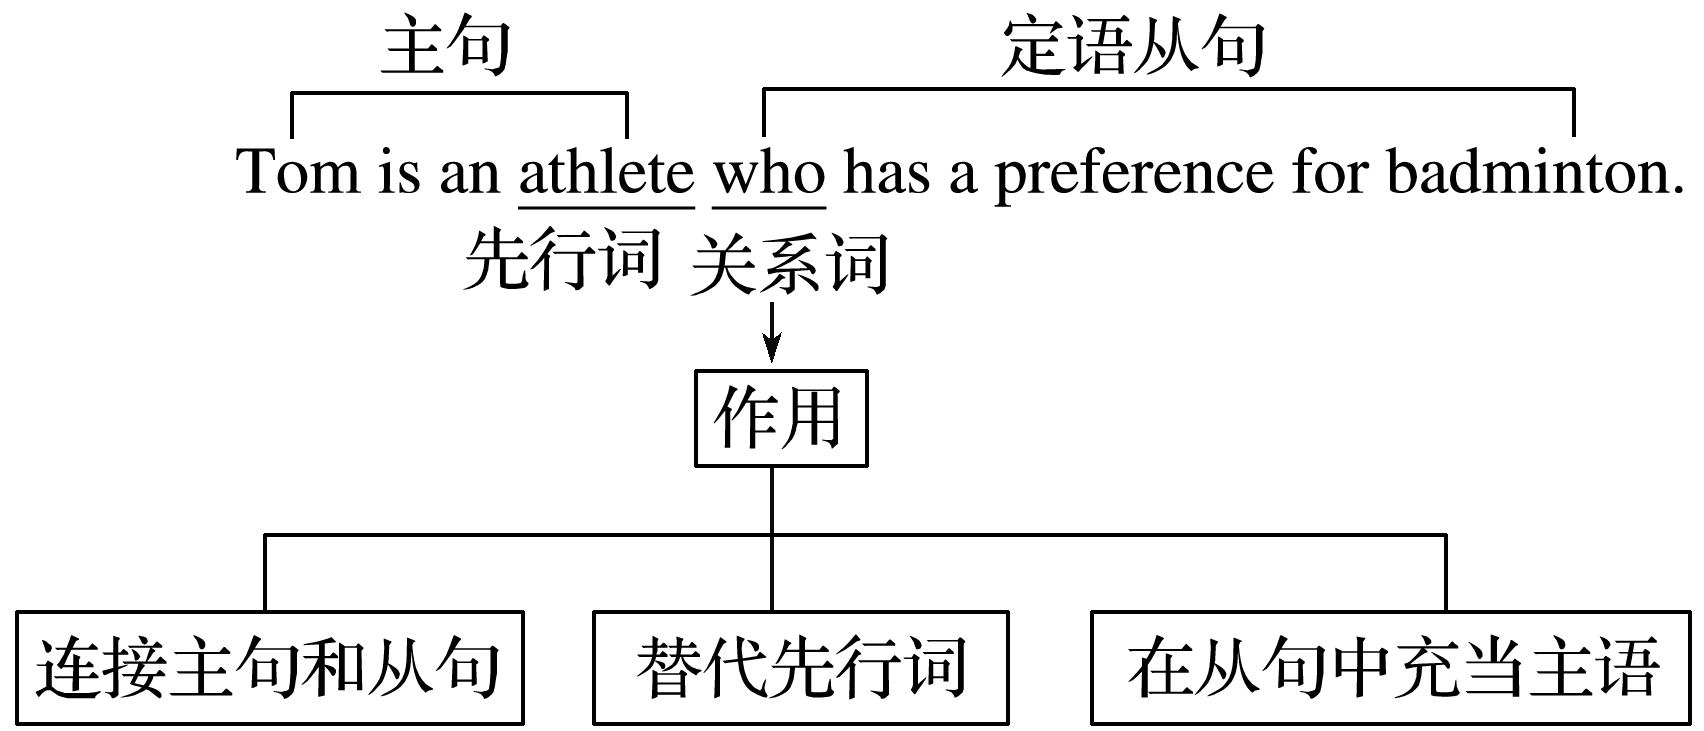 主句 定语从句
Tom is an athlete who has a preference for badminton.
先行词 关系词
作用
连接主句和从句 替代先行词 在从句中充当主语